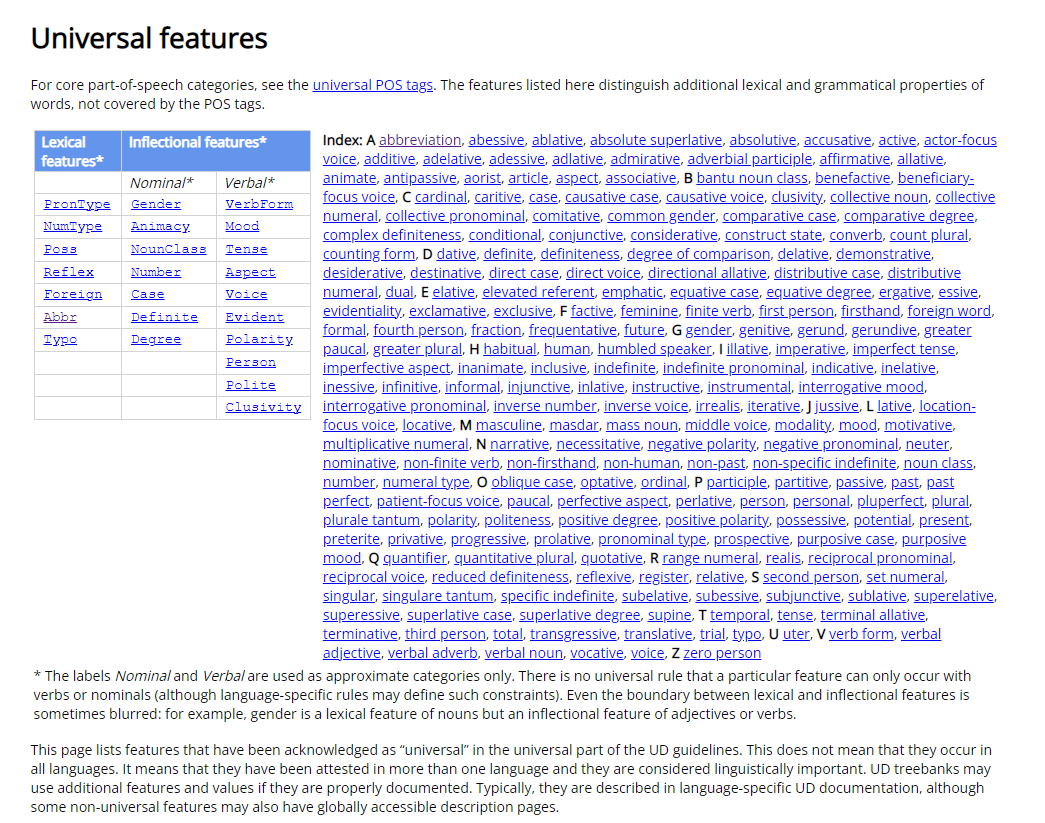 Universal features
For core part-of-speech categories, see the universal POS tags. The features listed here distinguish additional lexical and grammatical properties of
words, not covered by the POS tags.
Lexical features* Inflectional features*
Nominal* Verbal*
PronType Gender VerbForm
NumType Animacy Mood
Poss NounClass Tense
Reflex Number Aspect
Foreign Case Voice
Abbr Definite Evident
Typo Degree Polarity
Person
Polite
Clusivity
Index: A abbreviation, abessive, ablative, absolute superlative, absolutive, accusative, active, actor-focus
voice, additive, adelative, adessive, adlative, admirative, adverbial participle, affirmative, allative,
animate, antipassive, aorist, article, aspect, associative, B bantu noun class, benefactive, beneficiary-
focus voice, C cardinal, caritive, case, causative case, causative voice, clusivity, collective noun, collective
numeral, collective pronominal, comitative, common gender, comparative case, comparative degree,
complex definiteness, conditional, conjunctive, considerative, construct state, converb, count plural,
counting form, D dative, definite, definiteness, degree of comparison, delative, demonstrative,
desiderative, destinative, direct case, direct voice, directional allative, distributive case, distributive
numeral, dual, E elative, elevated referent, emphatic, equative case, equative degree, ergative, essive,
evidentiality, exclamative, exclusive, F factive, feminine, finite verb, first person, firsthand, foreign word,
formal, fourth person, fraction, frequentative, future, G gender, genitive, gerund, gerundive, greater
paucal, greater plural, H habitual, human, humbled speaker, I illative, imperative, imperfect tense,
imperfective aspect, inanimate, inclusive, indefinite, indefinite pronominal, indicative, inelative,
inessive, infinitive, informal, injunctive, inlative, instructive, instrumental, interrogative mood,
interrogative pronominal, inverse number, inverse voice, irrealis, iterative, J jussive, L lative, location-
focus voice, locative, M masculine, masdar, mass noun, middle voice, modality, mood, motivative,
multiplicative numeral, N narrative, necessitative, negative polarity, negative pronominal, neuter,
nominative, non-finite verb, non-firsthand, non-human, non-past, non-specific indefinite, noun class,
number, numeral type, O oblique case, optative, ordinal, P participle, partitive, passive, past, past
perfect, patient-focus voice, paucal, perfective aspect, perlative, person, personal, pluperfect, plural,
plurale tantum, polarity, politeness, positive degree, positive polarity, possessive, potential, present,
preterite, privative, progressive, prolative, pronominal type, prospective, purposive case, purposive
mood, Q quantifier, quantitative plural, quotative, R range numeral, realis, reciprocal pronominal,
reciprocal voice, reduced definiteness, reflexive, register, relative, S second person, set numeral,
singular, singulare tantum, specific indefinite, subelative, subessive, subjunctive, sublative, superelative,
superessive, superlative case, superlative degree, supine, T temporal, tense, terminal allative,
terminative, third person, total, transgressive, translative, trial, typo, U uter, V verb form, verbal
adjective, verbal adverb, verbal noun, vocative, voice, Z zero person
* The labels Nominal and Verbal are used as approximate categories only. There is no universal rule that a particular feature can only occur with
verbs or nominals (although language-specific rules may define such constraints). Even the boundary between lexical and inflectional features is
sometimes blurred: for example, gender is a lexical feature of nouns but an inflectional feature of adjectives or verbs.
This page lists features that have been acknowledged as “universal” in the universal part of the UD guidelines. This does not mean that they occur in
all languages. It means that they have been attested in more than one language and they are considered linguistically important. UD treebanks may
use additional features and values if they are properly documented. Typically, they are described in language-specific UD documentation, although
some non-universal features may also have globally accessible description pages.